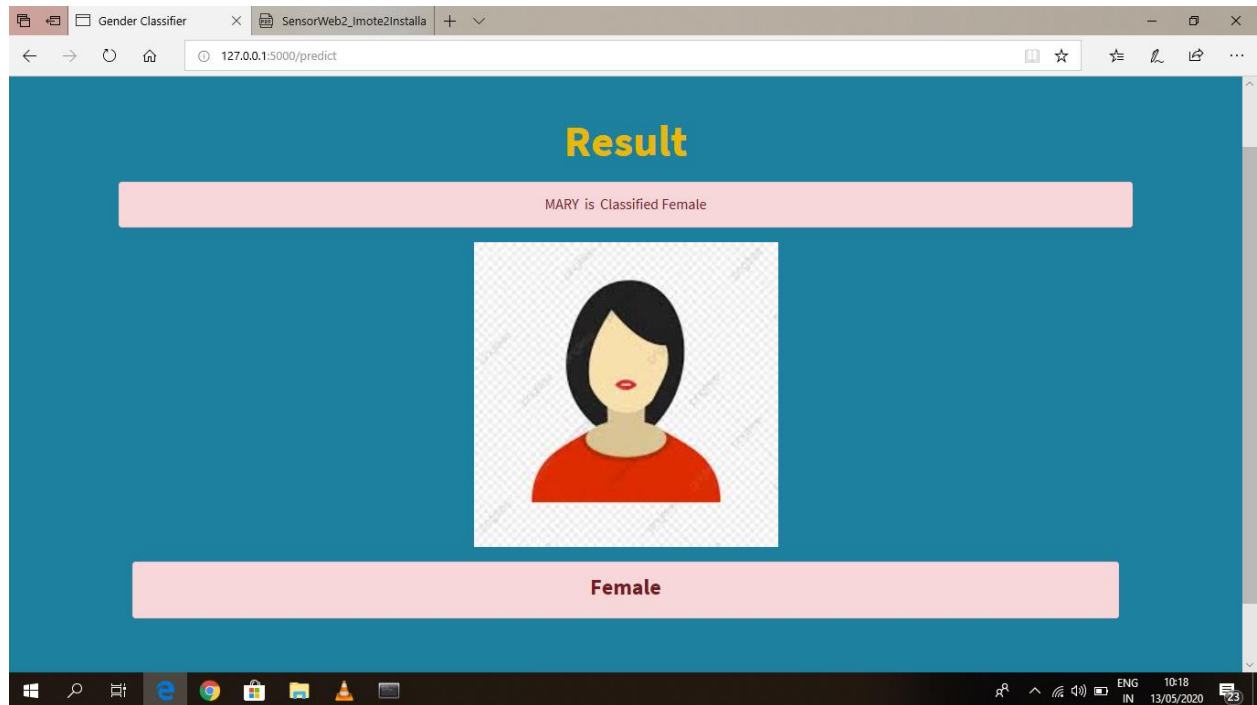 Gender Classifier
SensorWeb2_Imote2Installa
127.0.0.1:5000/predict
Result
MARY is Classified Female
pngtree
Female
ENG
IN
10:18
13/05/2020
23